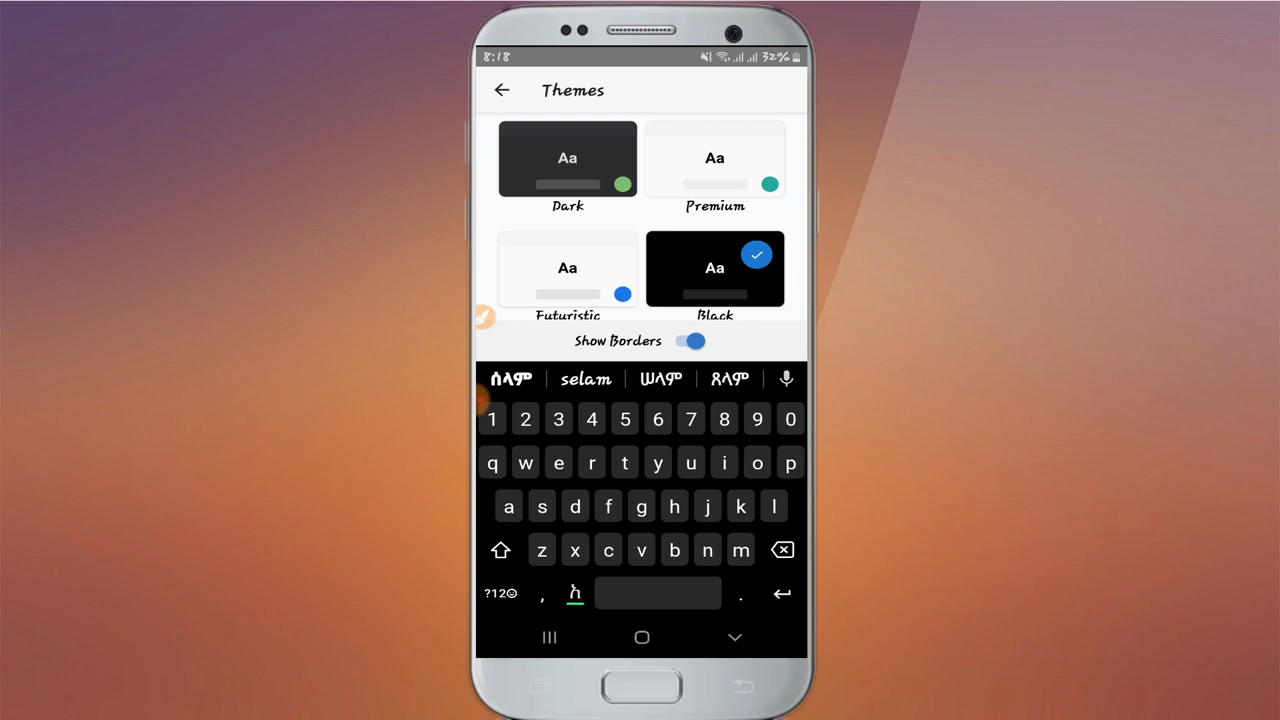 8:18 32%
Themes
Aa Aa
Dark Premium
Aa Aa
Futuristic Black
Show Borders
ሰላም selam ሠላም ጸላም
1 2 3 4 5 6 7 8 9 0
q w e r t y u i o p
a s d f g h j k l
z x c v b n m
?123☺ , አ .